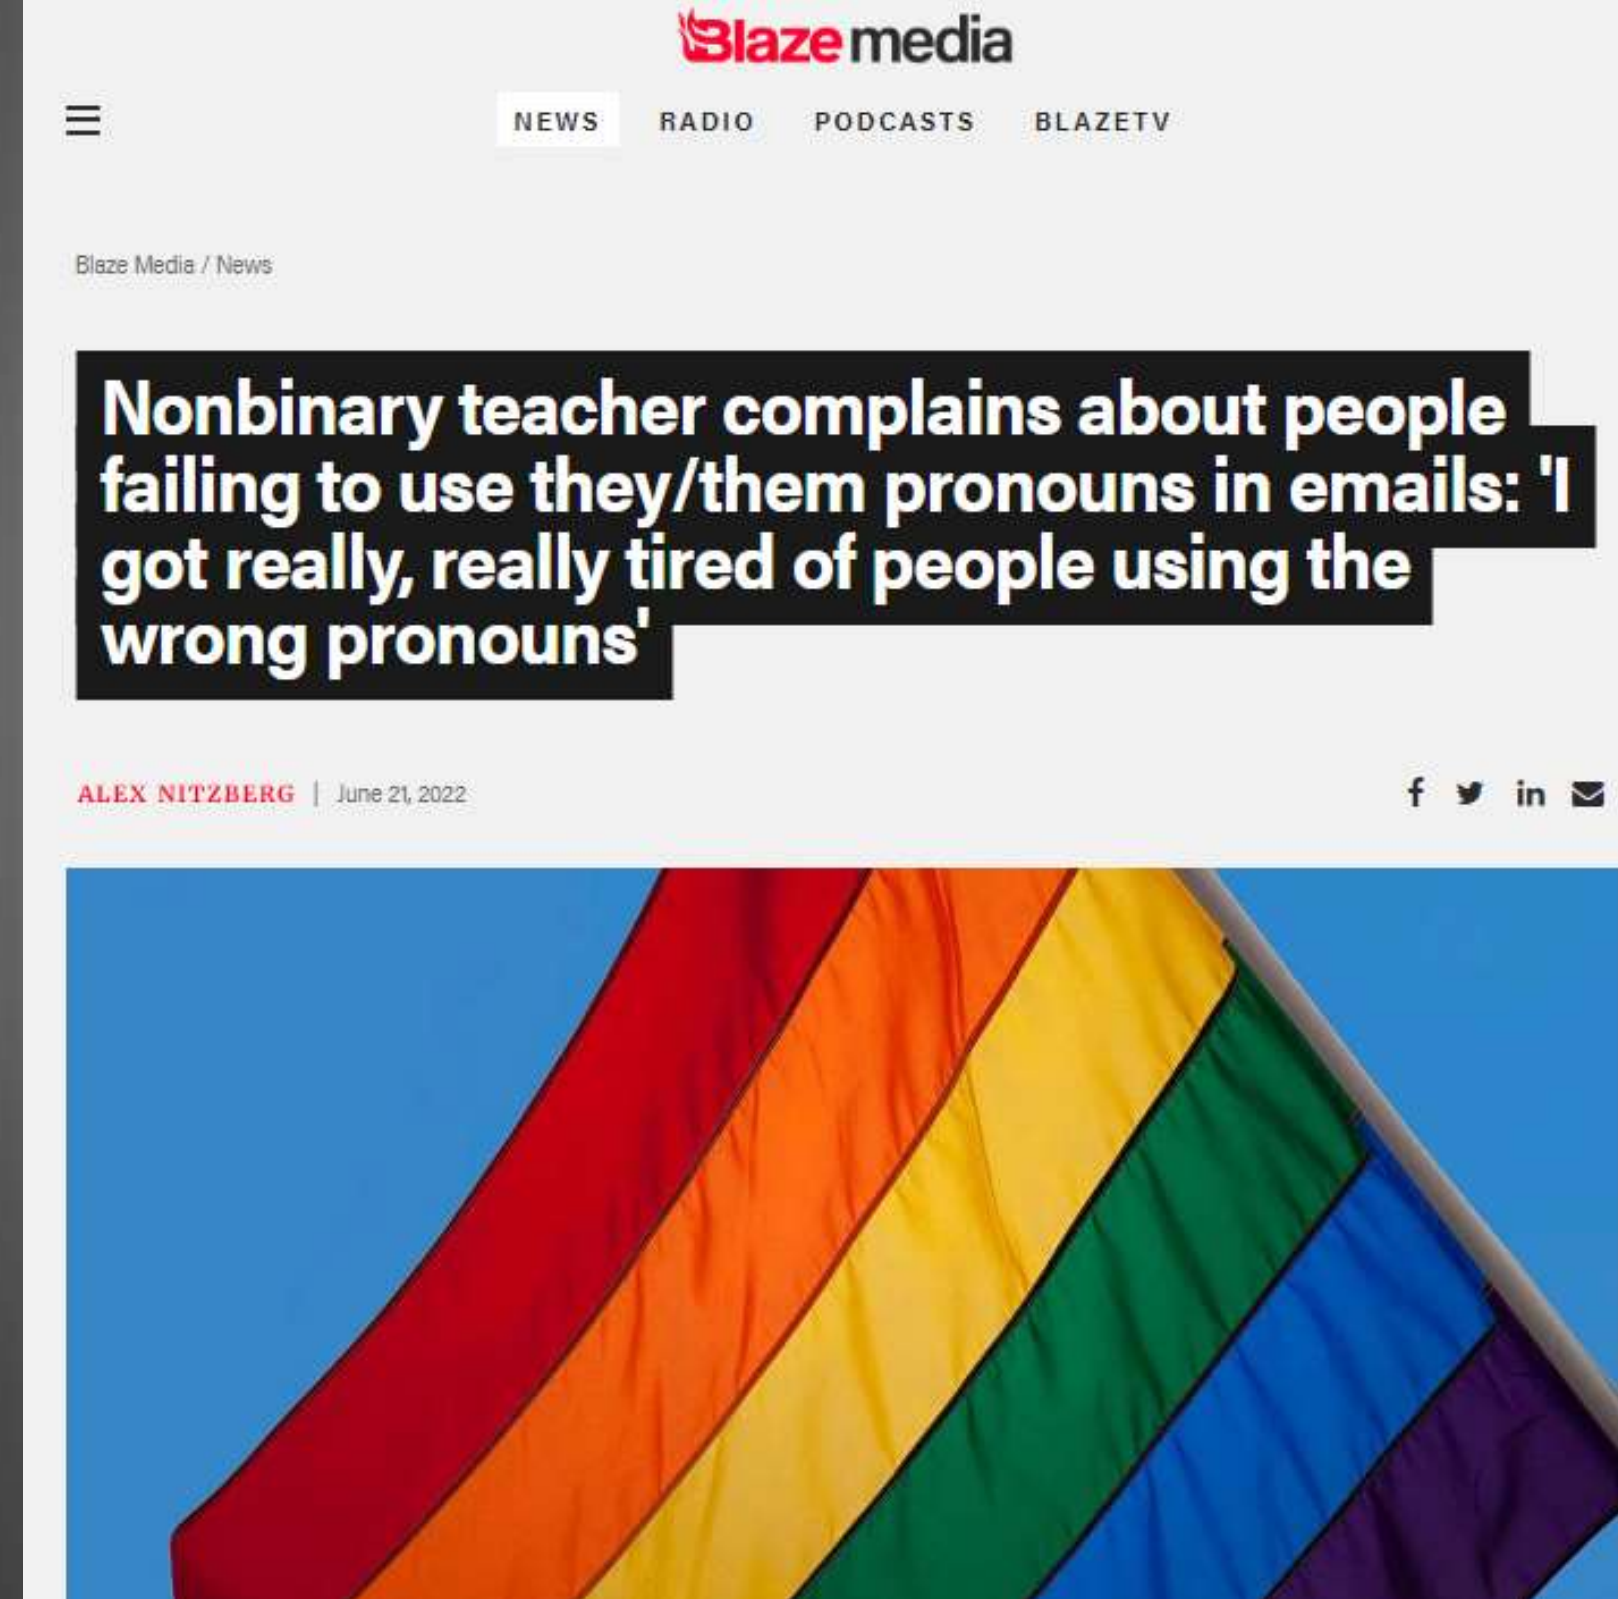 Blaze media
NEWS RADIO PODCASTS BLAZETV
Blaze Media / News
Nonbinary teacher complains about people
failing to use they/them pronouns in emails: 'I
got really, really tired of people using the
wrong pronouns'
ALEX NITZBERG | June 21, 2022